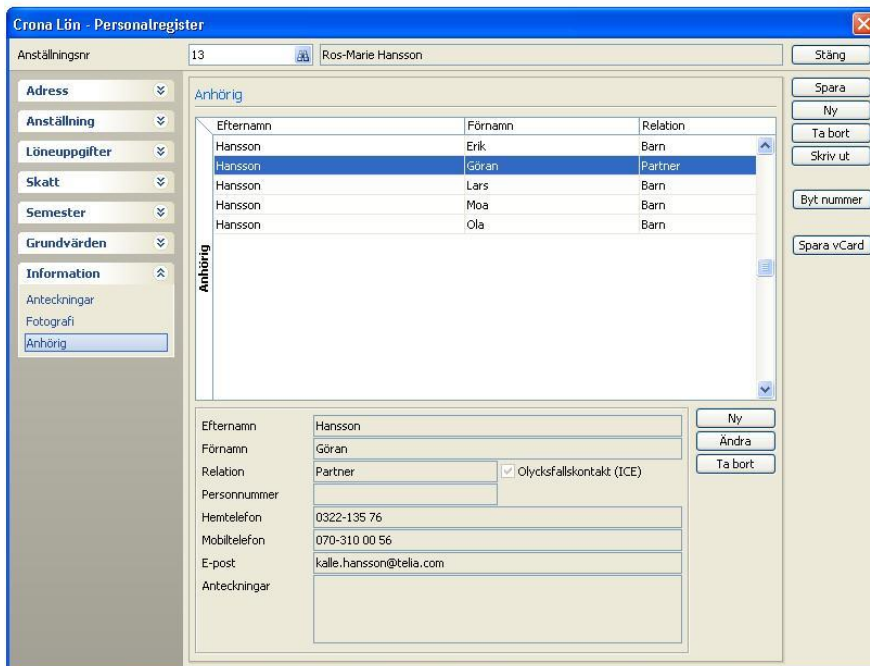 Crona Lön - Personalregister
Anställningsnr 13 Ros-Marie Hansson Stäng
Adress
Anställning
Löneuppgifter
Skatt
Semester
Grundvärden
Information
Anteckningar
Fotografi
Anhörig
Anhörig
Efternamn Förnamn Relation
Hansson Erik Barn
Hansson Göran Partner
Hansson Lars Barn
Hansson Moa Barn
Hansson Ola Barn
Anhörig
Efternamn Hansson
Förnamn Göran
Relation Partner Olycksfallskontakt (ICE)
Personnummer
Hemtelefon 0322-135 76
Mobiltelefon 070-310 00 56
E-post kalle.hansson@telia.com
Anteckningar
Ny
Ändra
Ta bort
Spara
Ny
Ta bort
Skriv ut
Byt nummer
Spara vCard